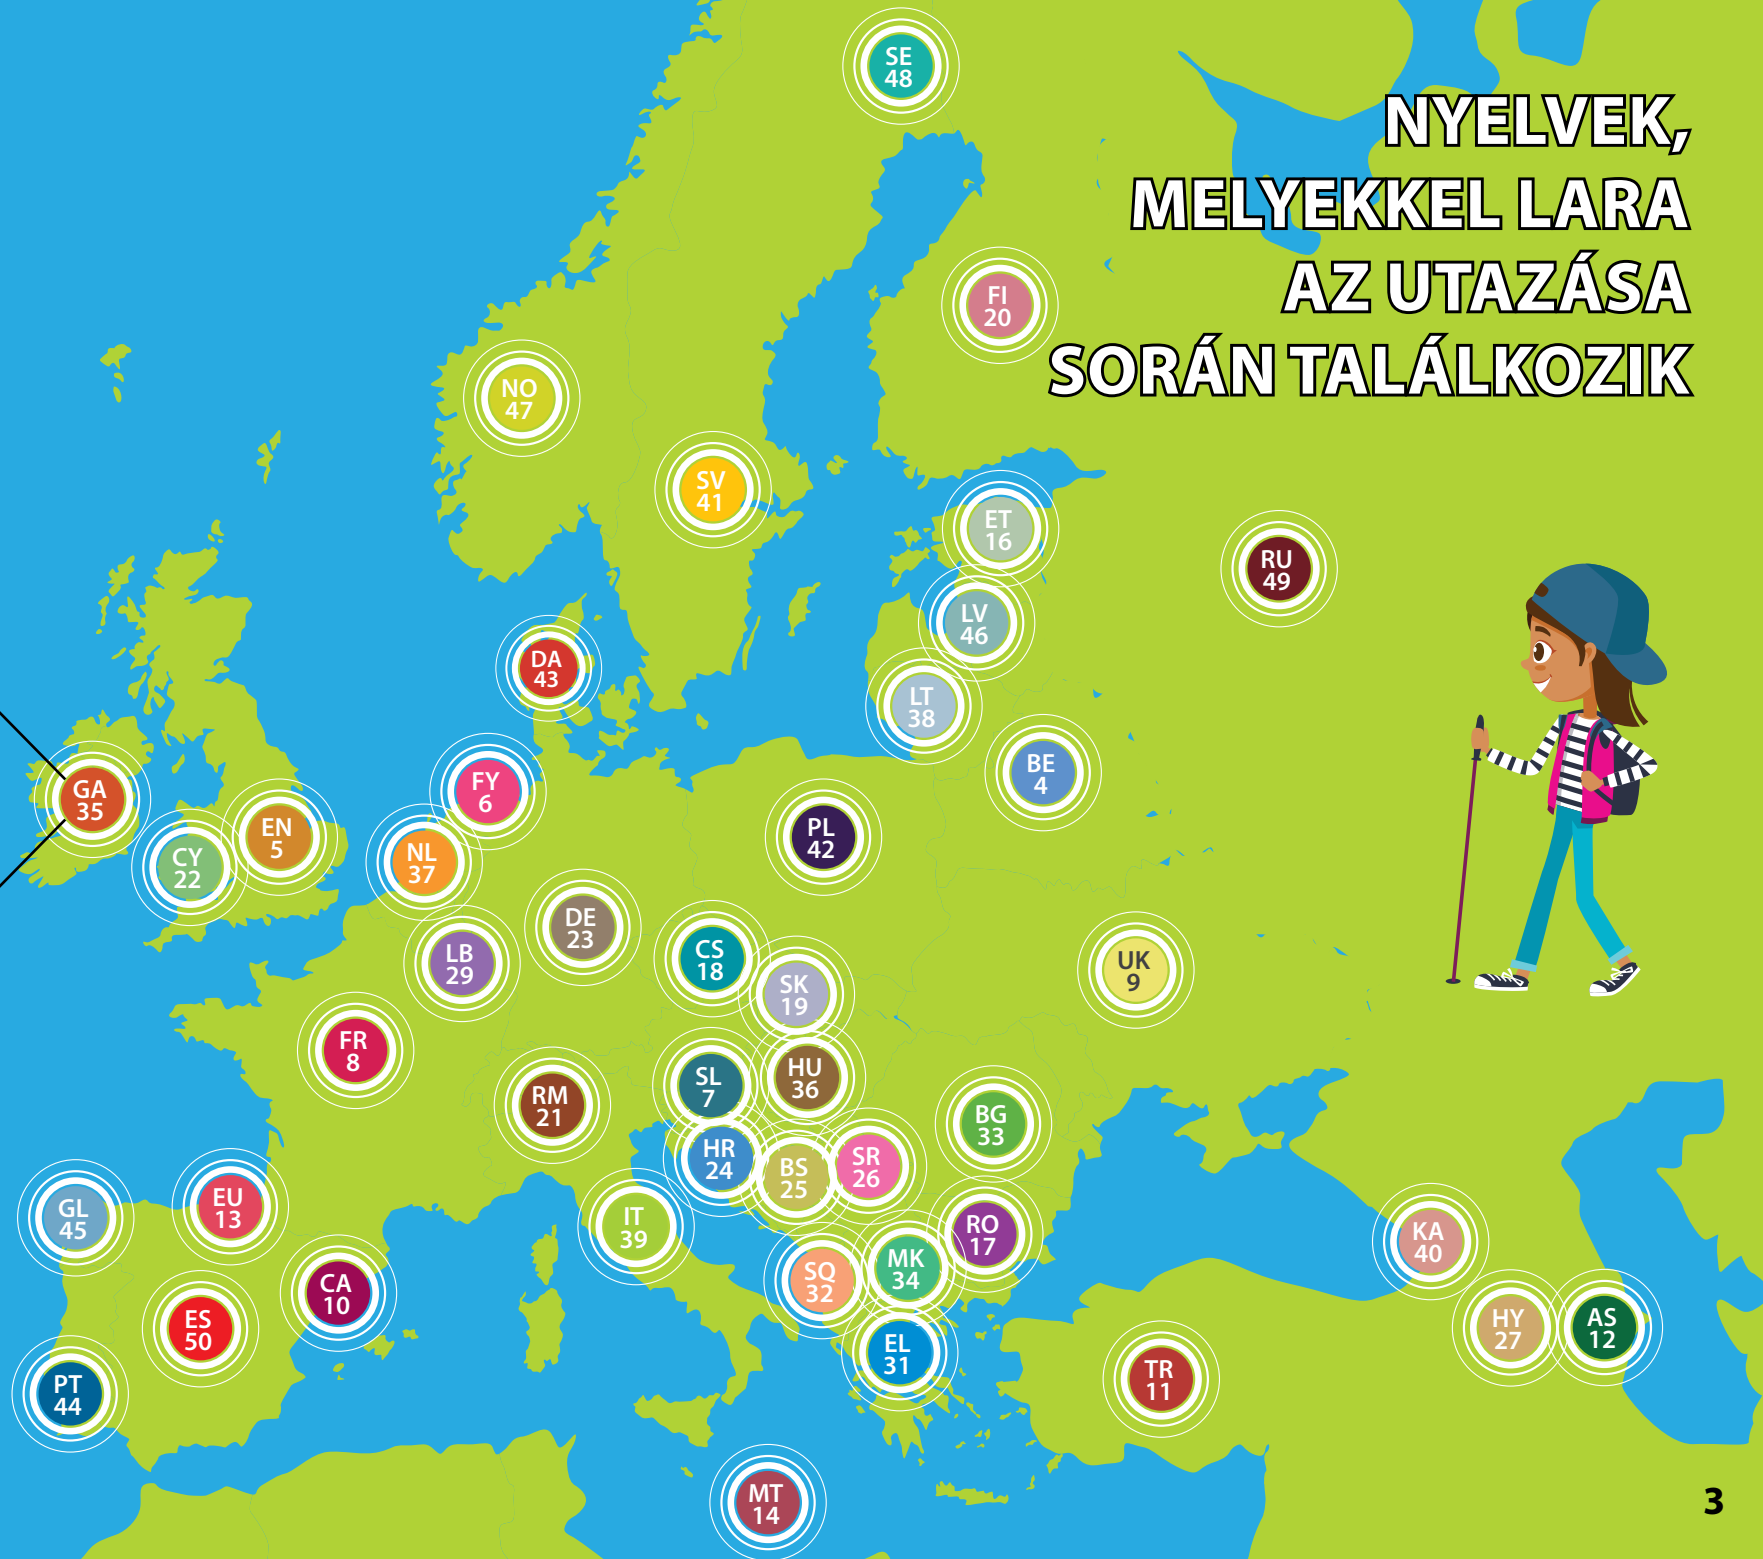 NYELVEK,
MELYEKKEL LARA
AZ UTAZÁSA
SORÁN TALÁLKOZIK
SE
48
FI
20
NO
47
SV
41
ET
16
RU
49
LV
46
DA
43
LT
38
BE
4
FY
6
GA
35
EN
5
CY
22
NL
37
PL
42
DE
23
LB
29
CS
18
SK
19
UK
9
FR
8
SL
7
HU
36
RM
21
BG
33
HR
24
BS
25
SR
26
GL
45
EU
13
IT
39
RO
17
KA
40
MK
34
SQ
32
CA
10
ES
50
HY
27
AS
12
EL
31
PT
44
TR
11
MT
14
3